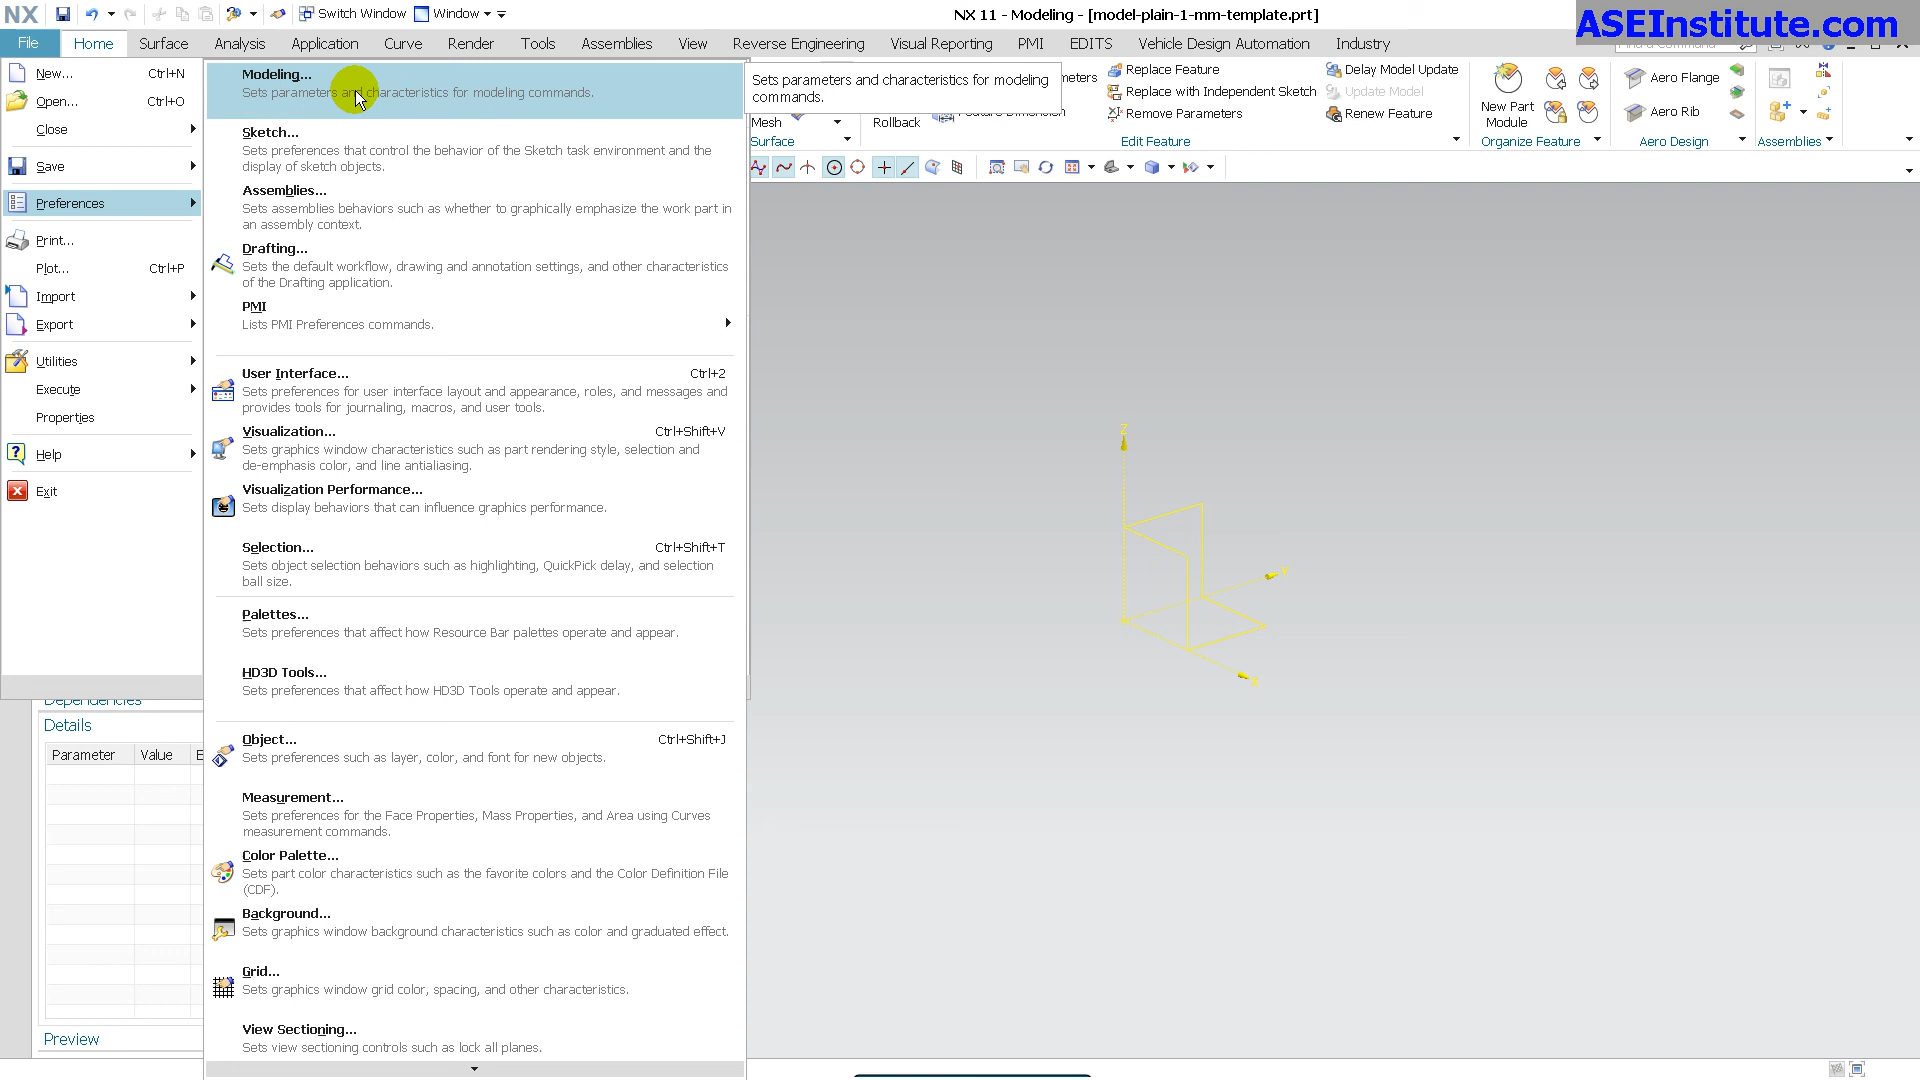 NX
Switch Window
Window
NX 11 - Modeling - [model-plain-1-mm-template.prt]
ASEInstitute.com
File
Home
Surface
Analysis
Application
Curve
Render
Tools
Assemblies
View
Reverse Engineering
Visual Reporting
PMI
EDITS
Vehicle Design Automation
Industry
New... Ctrl+N
Open... Ctrl+O
Close
Save
Preferences
Print...
Plot... Ctrl+P
Import
Export
Utilities
Execute
Properties
Help
Exit
Modeling...
Sets parameters and characteristics for modeling commands.
Sketch...
Sets preferences that control the behavior of the Sketch task environment and the
display of sketch objects.
Assemblies...
Sets assemblies behaviors such as whether to graphically emphasize the work part in
an assembly context.
Drafting...
Sets the default workflow, drawing and annotation settings, and other characteristics
of the Drafting application.
PMI
Lists PMI Preferences commands.
User Interface... Ctrl+2
Sets preferences for user interface layout and appearance, roles, and messages and
provides tools for journaling, macros, and user tools.
Visualization... Ctrl+Shift+V
Sets graphics window characteristics such as part rendering style, selection and
de-emphasis color, and line antialiasing.
Visualization Performance...
Sets display behaviors that can influence graphics performance.
Selection... Ctrl+Shift+T
Sets object selection behaviors such as highlighting, QuickPick delay, and selection
ball size.
Palettes...
Sets preferences that affect how Resource Bar palettes operate and appear.
HD3D Tools...
Sets preferences that affect how HD3D Tools operate and appear.
Object... Ctrl+Shift+J
Sets preferences such as layer, color, and font for new objects.
Measurement...
Sets preferences for the Face Properties, Mass Properties, and Area using Curves
measurement commands.
Color Palette...
Sets part color characteristics such as the favorite colors and the Color Definition File
(CDF).
Background...
Sets graphics window background characteristics such as color and graduated effect.
Grid...
Sets graphics window grid color, spacing, and other characteristics.
View Sectioning...
Sets view sectioning controls such as lock all planes.
Sets parameters and characteristics for modeling
commands.
Mesh
Surface
Rollback
Replace Feature
Replace with Independent Sketch
Remove Parameters
Delay Model Update
Update Model
Renew Feature
Edit Feature
New Part
Module
Organize Feature
Aero Flange
Aero Rib
Aero Design
Assemblies
Dependencies
Details
Parameter Value
Preview
Z
Y
X